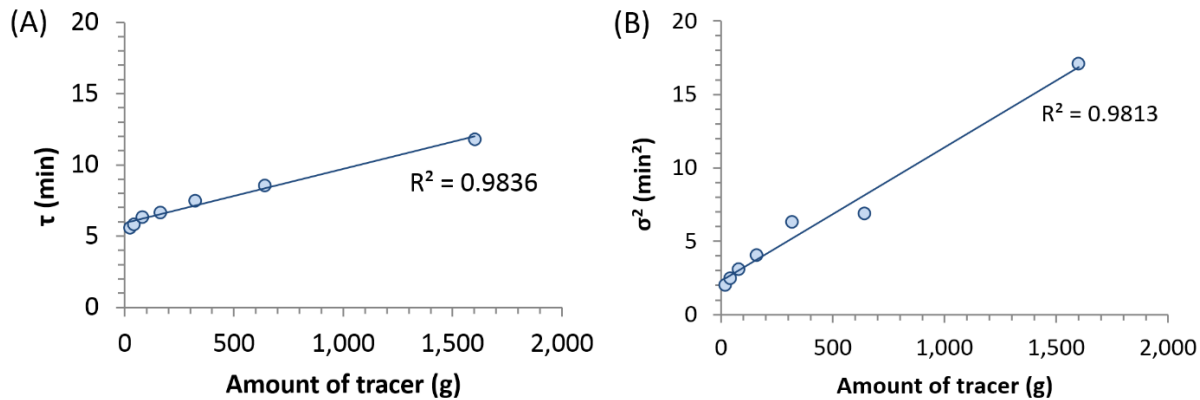 (A)
20
15
10
5
0
τ (min)
R² = 0.9836
0 500 1,000 1,500 2,000
Amount of tracer (g)
(B)
20
15
10
5
0
σ² (min²)
R² = 0.9813
0 500 1,000 1,500 2,000
Amount of tracer (g)